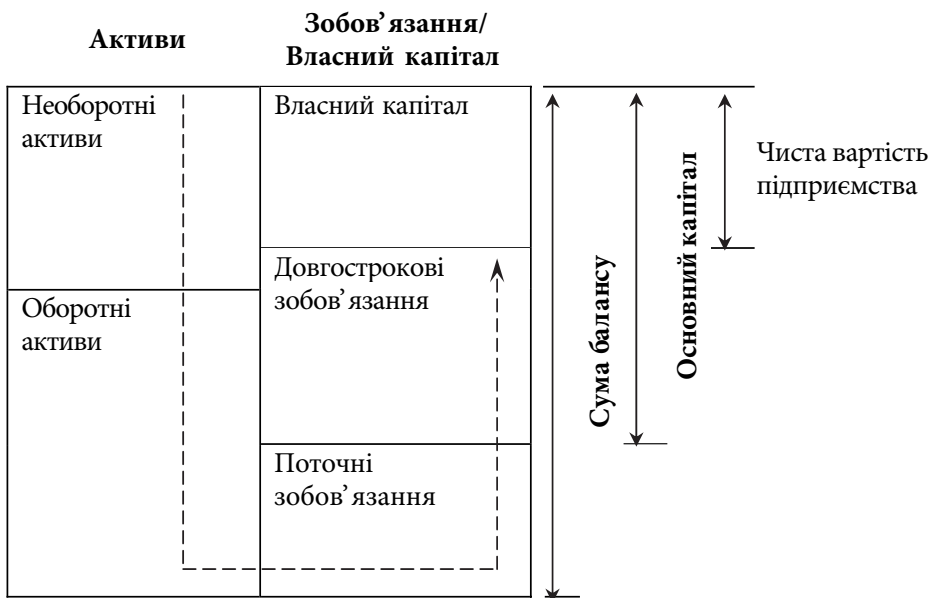 Активи
Зобов’язання/
Власний капітал
Необоротні
активи
Власний капітал
Чиста вартість
підприємства
Основний капітал
Сума балансу
Довгострокові
зобов’язання
Оборотні
активи
Поточні
зобов’язання